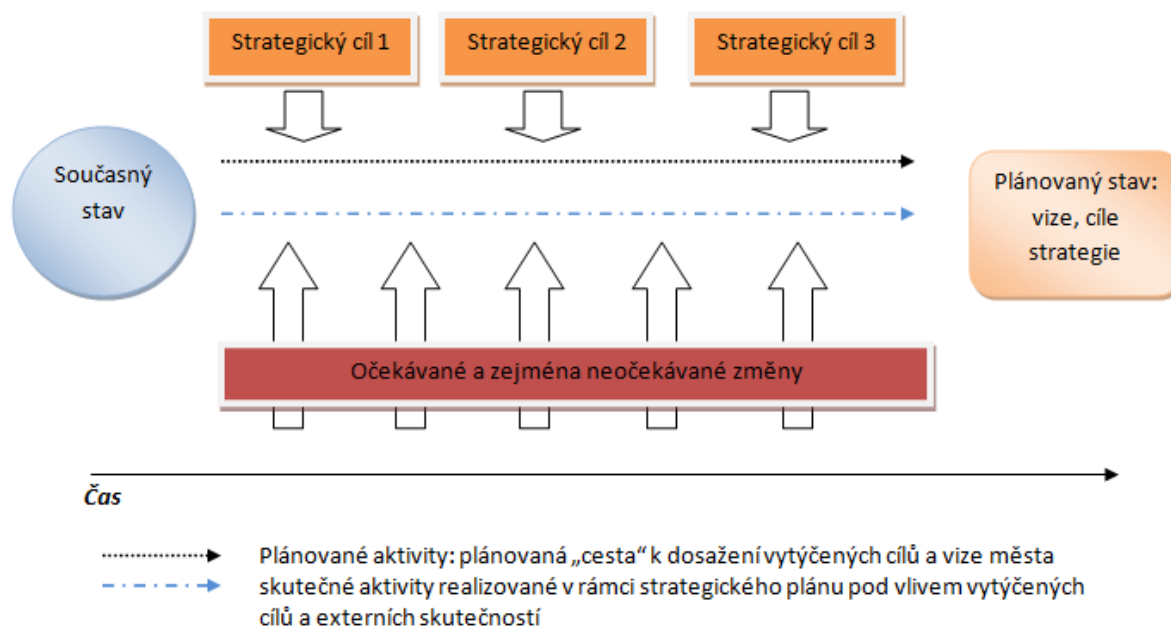 Strategický cíl 1
Strategický cíl 2
Strategický cíl 3
Současný
stav
Plánovaný stav:
vize, cíle
strategie
Očekávané a zejména neočekávané změny
Čas
Plánované aktivity: plánovaná „cesta“ k dosažení vytýčených cílů a vize města
skutečné aktivity realizované v rámci strategického plánu pod vlivem vytýčených
cílů a externích skutečností